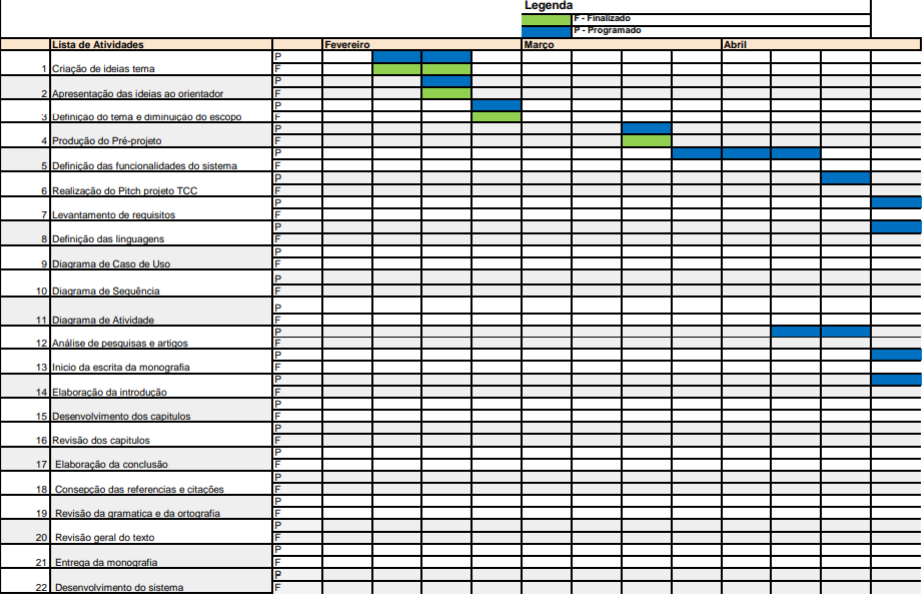 Legenda
F - Finalizado
P - Programado
Lista de Atividades Fevereiro Março Abril
P
1 Criação de ideias tema F
P
2 Apresentação das ideias ao orientador F
P
3 Definição do tema e diminuição do escopo F
P
4 Produção do Pré-projeto F
P
5 Definição das funcionalidades do sistema F
P
6 Realização do Pitch projeto TCC F
P
7 Levantamento de requisitos F
P
8 Definição das linguagens F
P
9 Diagrama de Caso de Uso F
P
10 Diagrama de Sequência F
P
11 Diagrama de Atividade F
P
12 Análise de pesquisas e artigos F
P
13 Inicio da escrita da monografia F
P
14 Elaboração da introdução F
P
15 Desenvolvimento dos capitulos F
P
16 Revisão dos capitulos F
P
17 Elaboração da conclusão F
P
18 Consepção das referencias e citações F
P
19 Revisão da gramatica e da ortografia F
P
20 Revisão geral do texto F
P
21 Entrega da monografia F
P
22 Desenvolvimento do sistema F